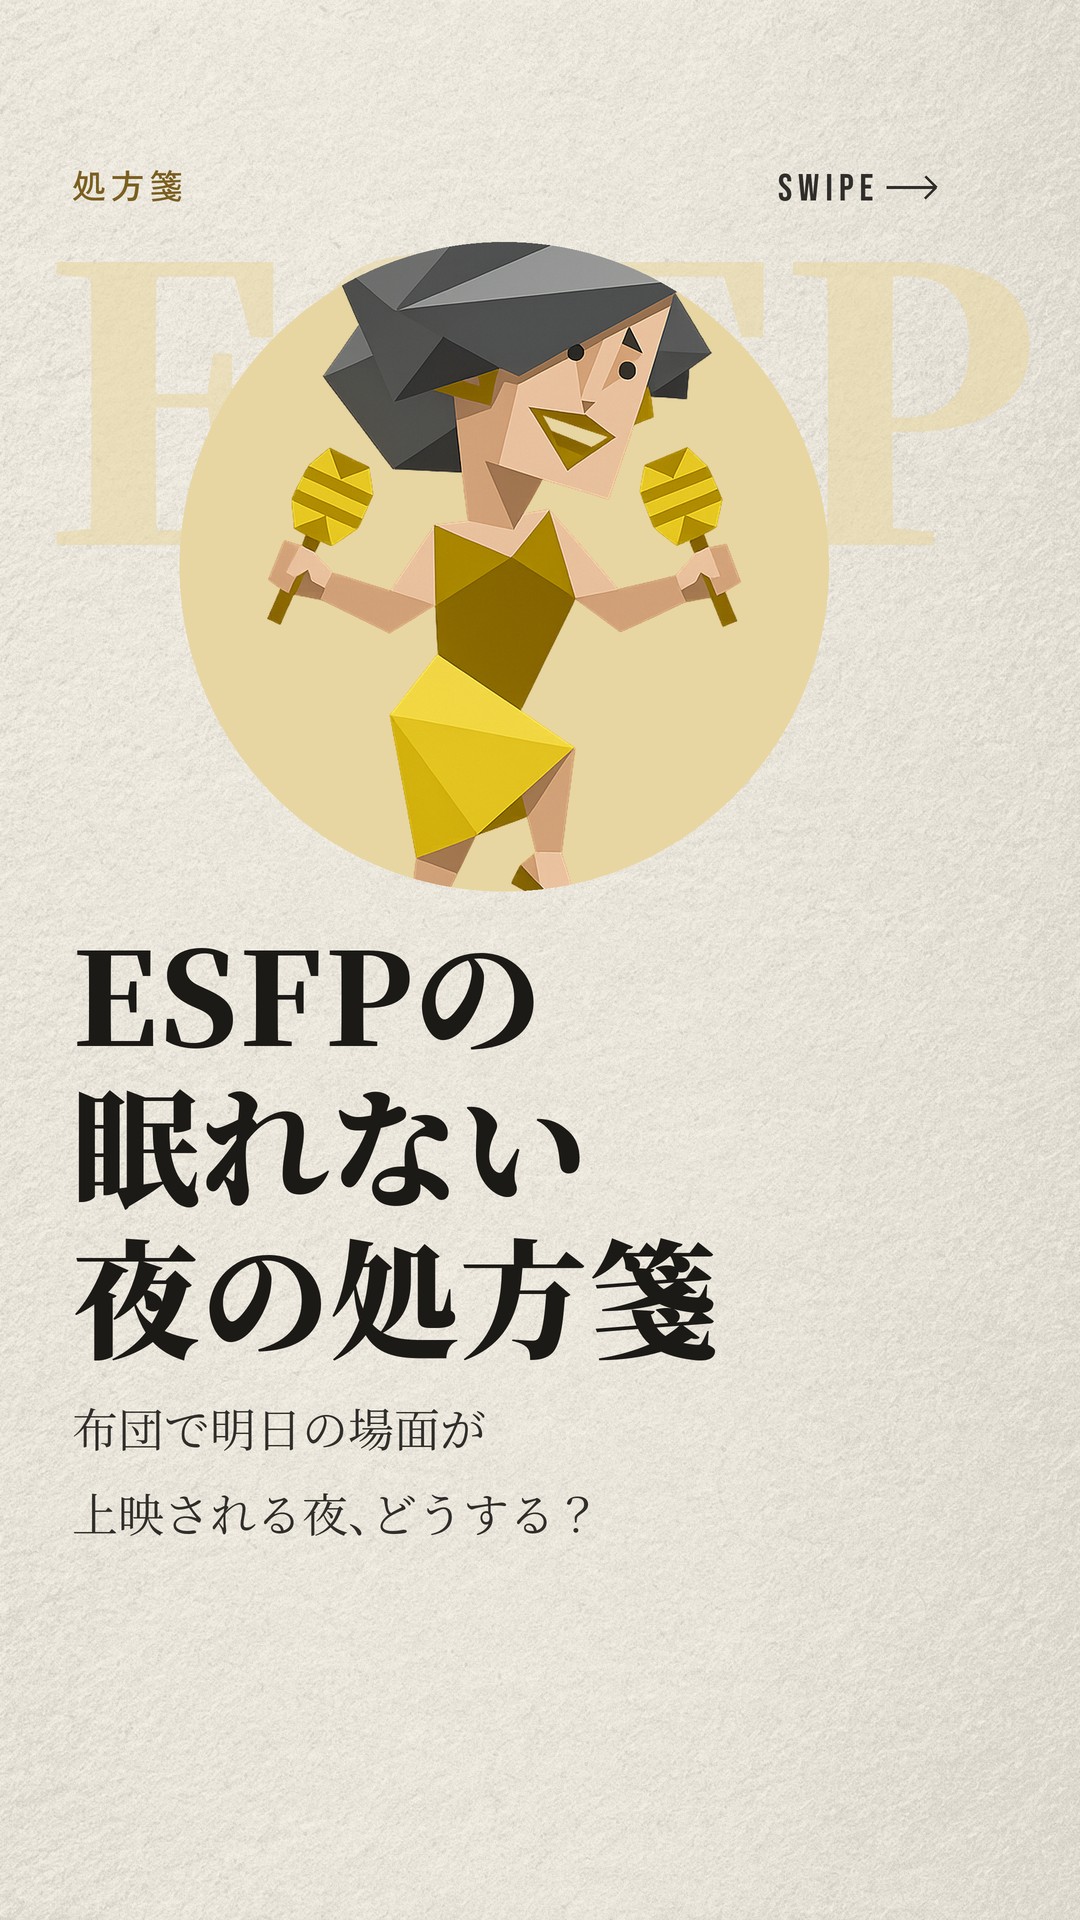 処方箋
SWIPE →
ESFP
ESFPの
眠れない
夜の処方箋
布団で明日の場面が
上映される夜、どうする？